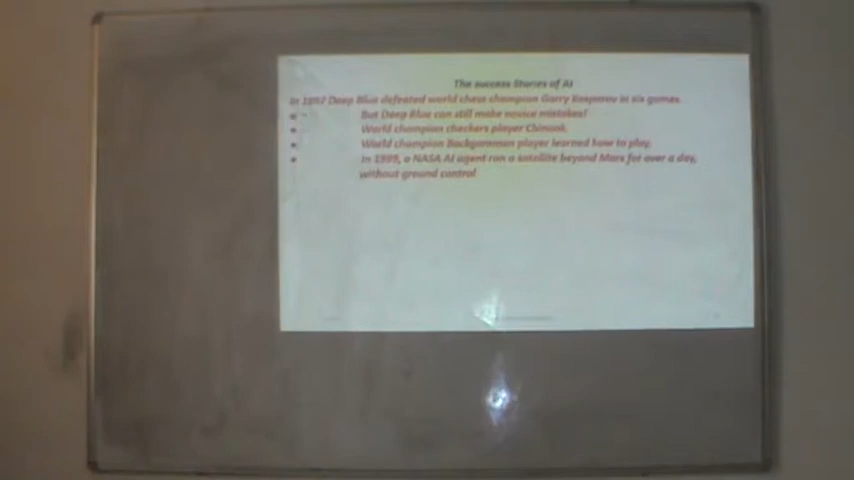 The success Stories of AI
In 1997 Deep Blue defeated world chess champion Garry Kasparov in six games.
But Deep Blue can still make novice mistakes!
World champion checkers player Chinook.
World champion Backgammon player learned how to play.
In 1999, a NASA AI agent ran a satellite beyond Mars for over a day,
without ground control